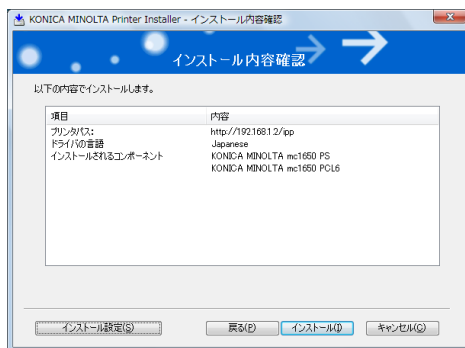 KONICA MINOLTA Printer Installer - インストール内容確認
インストール内容確認
以下の内容でインストールします。
項目 内容
プリンタパス: http://192.168.1.2/ipp
ドライバの言語 Japanese
インストールされるコンポーネント KONICA MINOLTA mc1650 PS
KONICA MINOLTA mc1650 PCL6
インストール設定(S) 戻る(P) インストール(I) キャンセル(C)